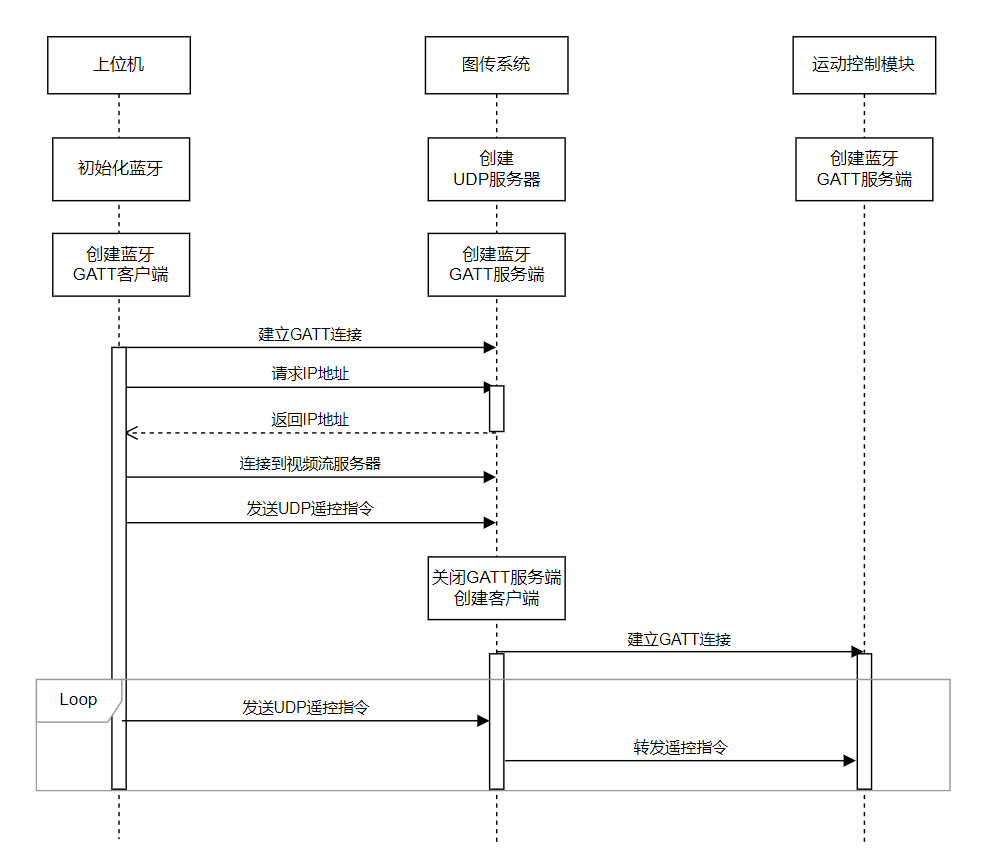 上位机
图传系统
运动控制模块
初始化蓝牙
创建
UDP服务器
创建蓝牙
GATT服务端
创建蓝牙
GATT客户端
创建蓝牙
GATT服务端
建立GATT连接
请求IP地址
返回IP地址
连接到视频流服务器
发送UDP遥控指令
关闭GATT服务端
创建客户端
建立GATT连接
Loop
发送UDP遥控指令
转发遥控指令